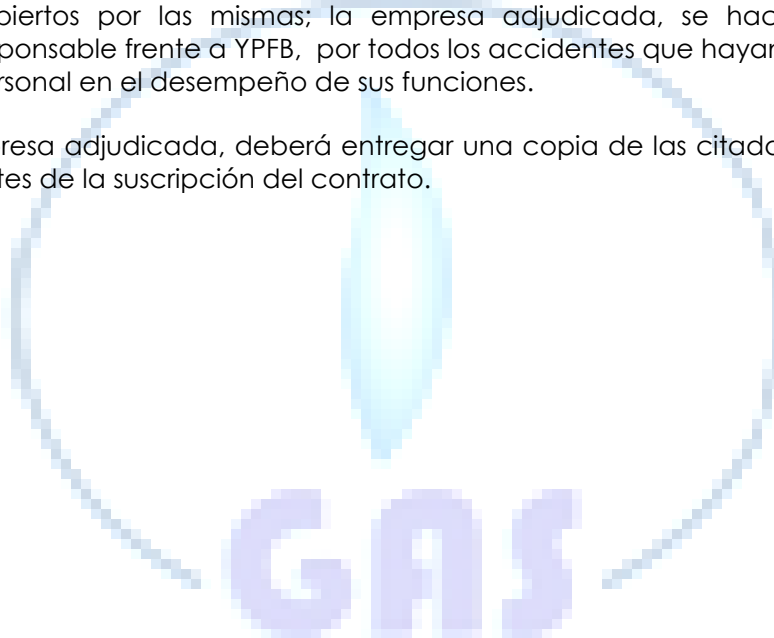 biertos por las mismas; la empresa adjudicada, se hac
ponsable frente a YPFB, por todos los accidentes que hayar
rsonal en el desempeño de sus funciones.
resa adjudicada, deberá entregar una copia de las citado
tes de la suscripción del contrato.
GAS